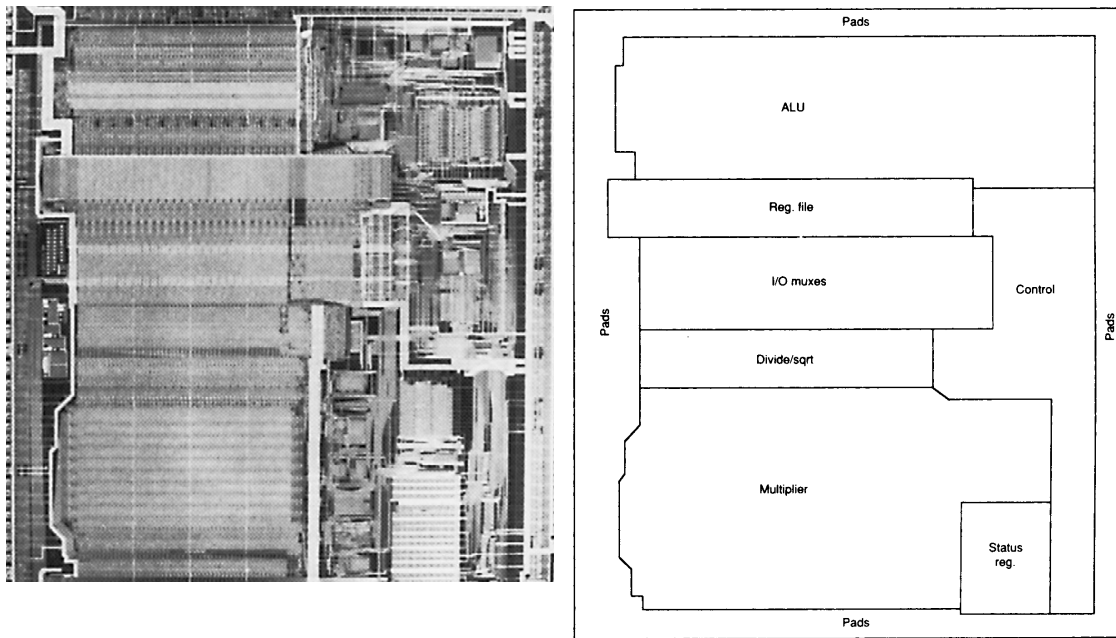 Pads
ALU
Reg. file
I/O muxes
Control
Pads
Pads
Divide/sqrt
Multiplier
Status
reg.
Pads